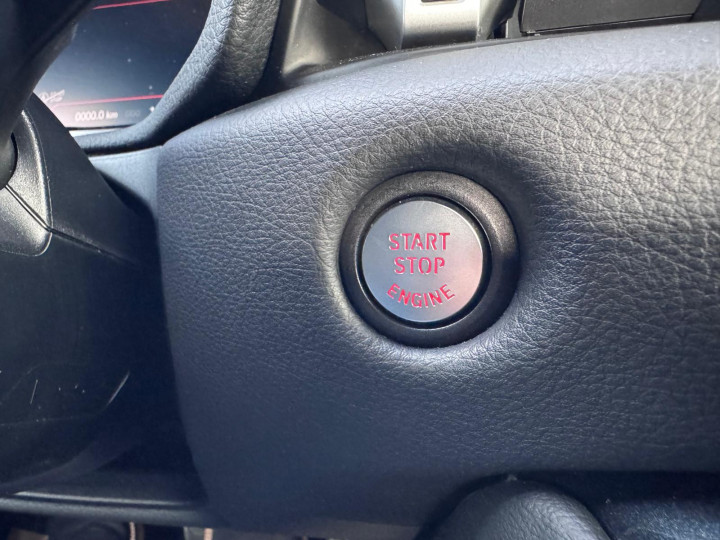 0000.0 km
START
STOP
ENGINE